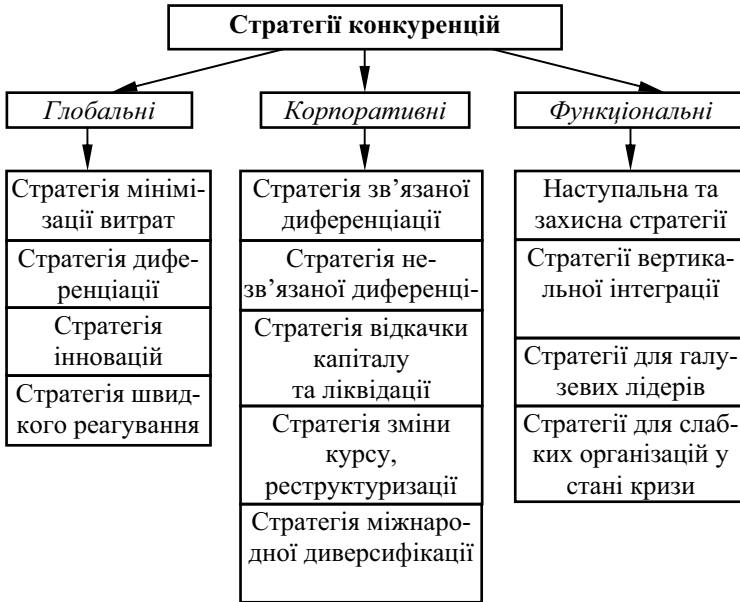 Стратегії конкуренцій
Глобальні
Корпоративні
Функціональні
Стратегія мінімі-
зації витрат
Стратегія дифе-
ренціації
Стратегія
інновацій
Стратегія швид-
кого реагування
Стратегія зв’язаної
диференціації
Стратегія не-
зв’язаної диференці-
Стратегія відкачки
капіталу
та ліквідації
Стратегія зміни
курсу,
реструктуризації
Стратегія міжнаро-
дної диверсифікації
Наступальна та
захисна стратегії
Стратегії вертика-
льної інтеграції
Стратегії для галу-
зевих лідерів
Стратегії для слаб-
ких організацій у
стані кризи